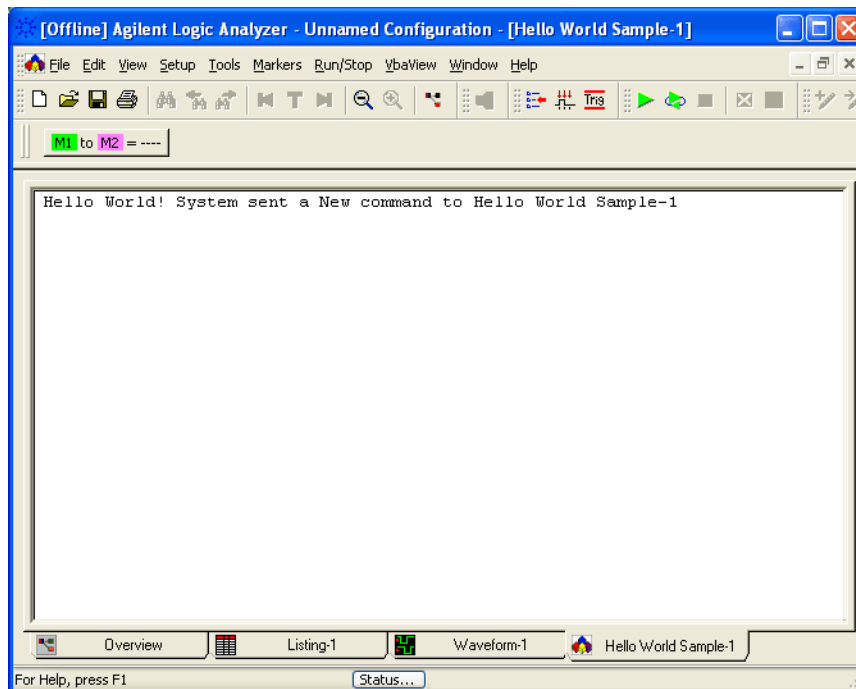 [Offline] Agilent Logic Analyzer - Unnamed Configuration - [Hello World Sample-1]
File Edit View Setup Tools Markers Run/Stop VbaView Window Help
T Trig
M1 to M2 = ----
Hello World! System sent a New command to Hello World Sample-1
Overview Listing-1 Waveform-1 Hello World Sample-1
For Help, press F1 Status...